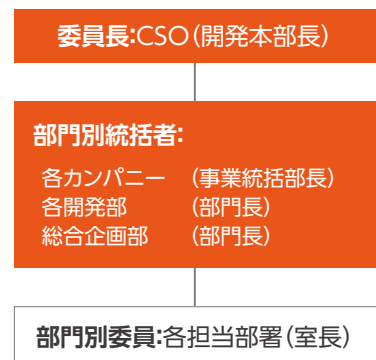 委員長:CSO（開発本部長）
部門別統括者:
各カンパニー （事業統括部長）
各開発部 （部門長）
総合企画部 （部門長）
部門別委員:各担当部署（室長）